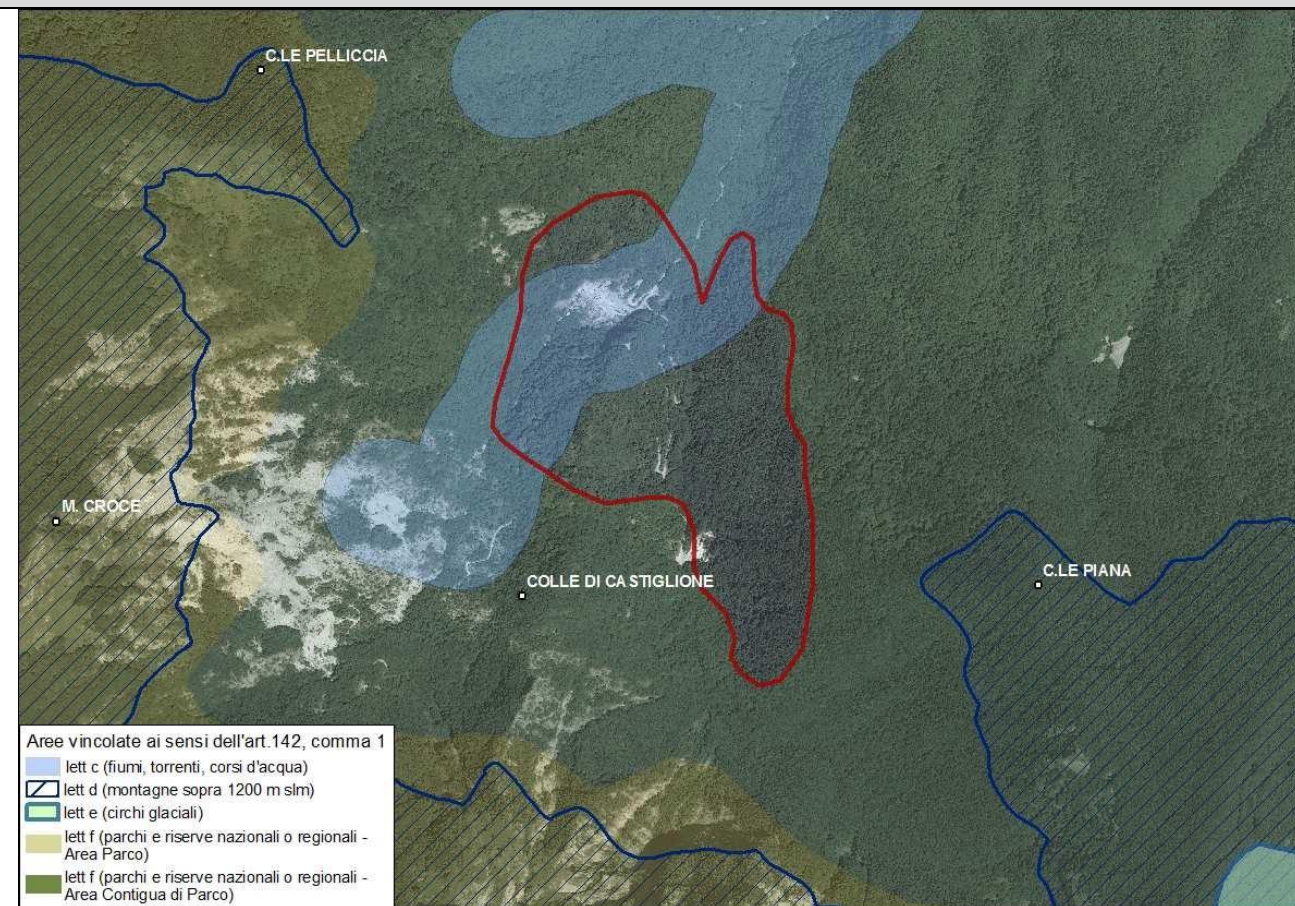 C.LE PELLICCIA
M. CROCE
COLLE DI CASTIGLIONE
C.LE PIANA
Aree vincolate ai sensi dell'art.142, comma 1
lett c (fiumi, torrenti, corsi d'acqua)
lett d (montagne sopra 1200 m slm)
lett e (circhi glaciali)
lett f (parchi e riserve nazionali o regionali -
Area Parco)
lett f (parchi e riserve nazionali o regionali -
Area Contigua di Parco)